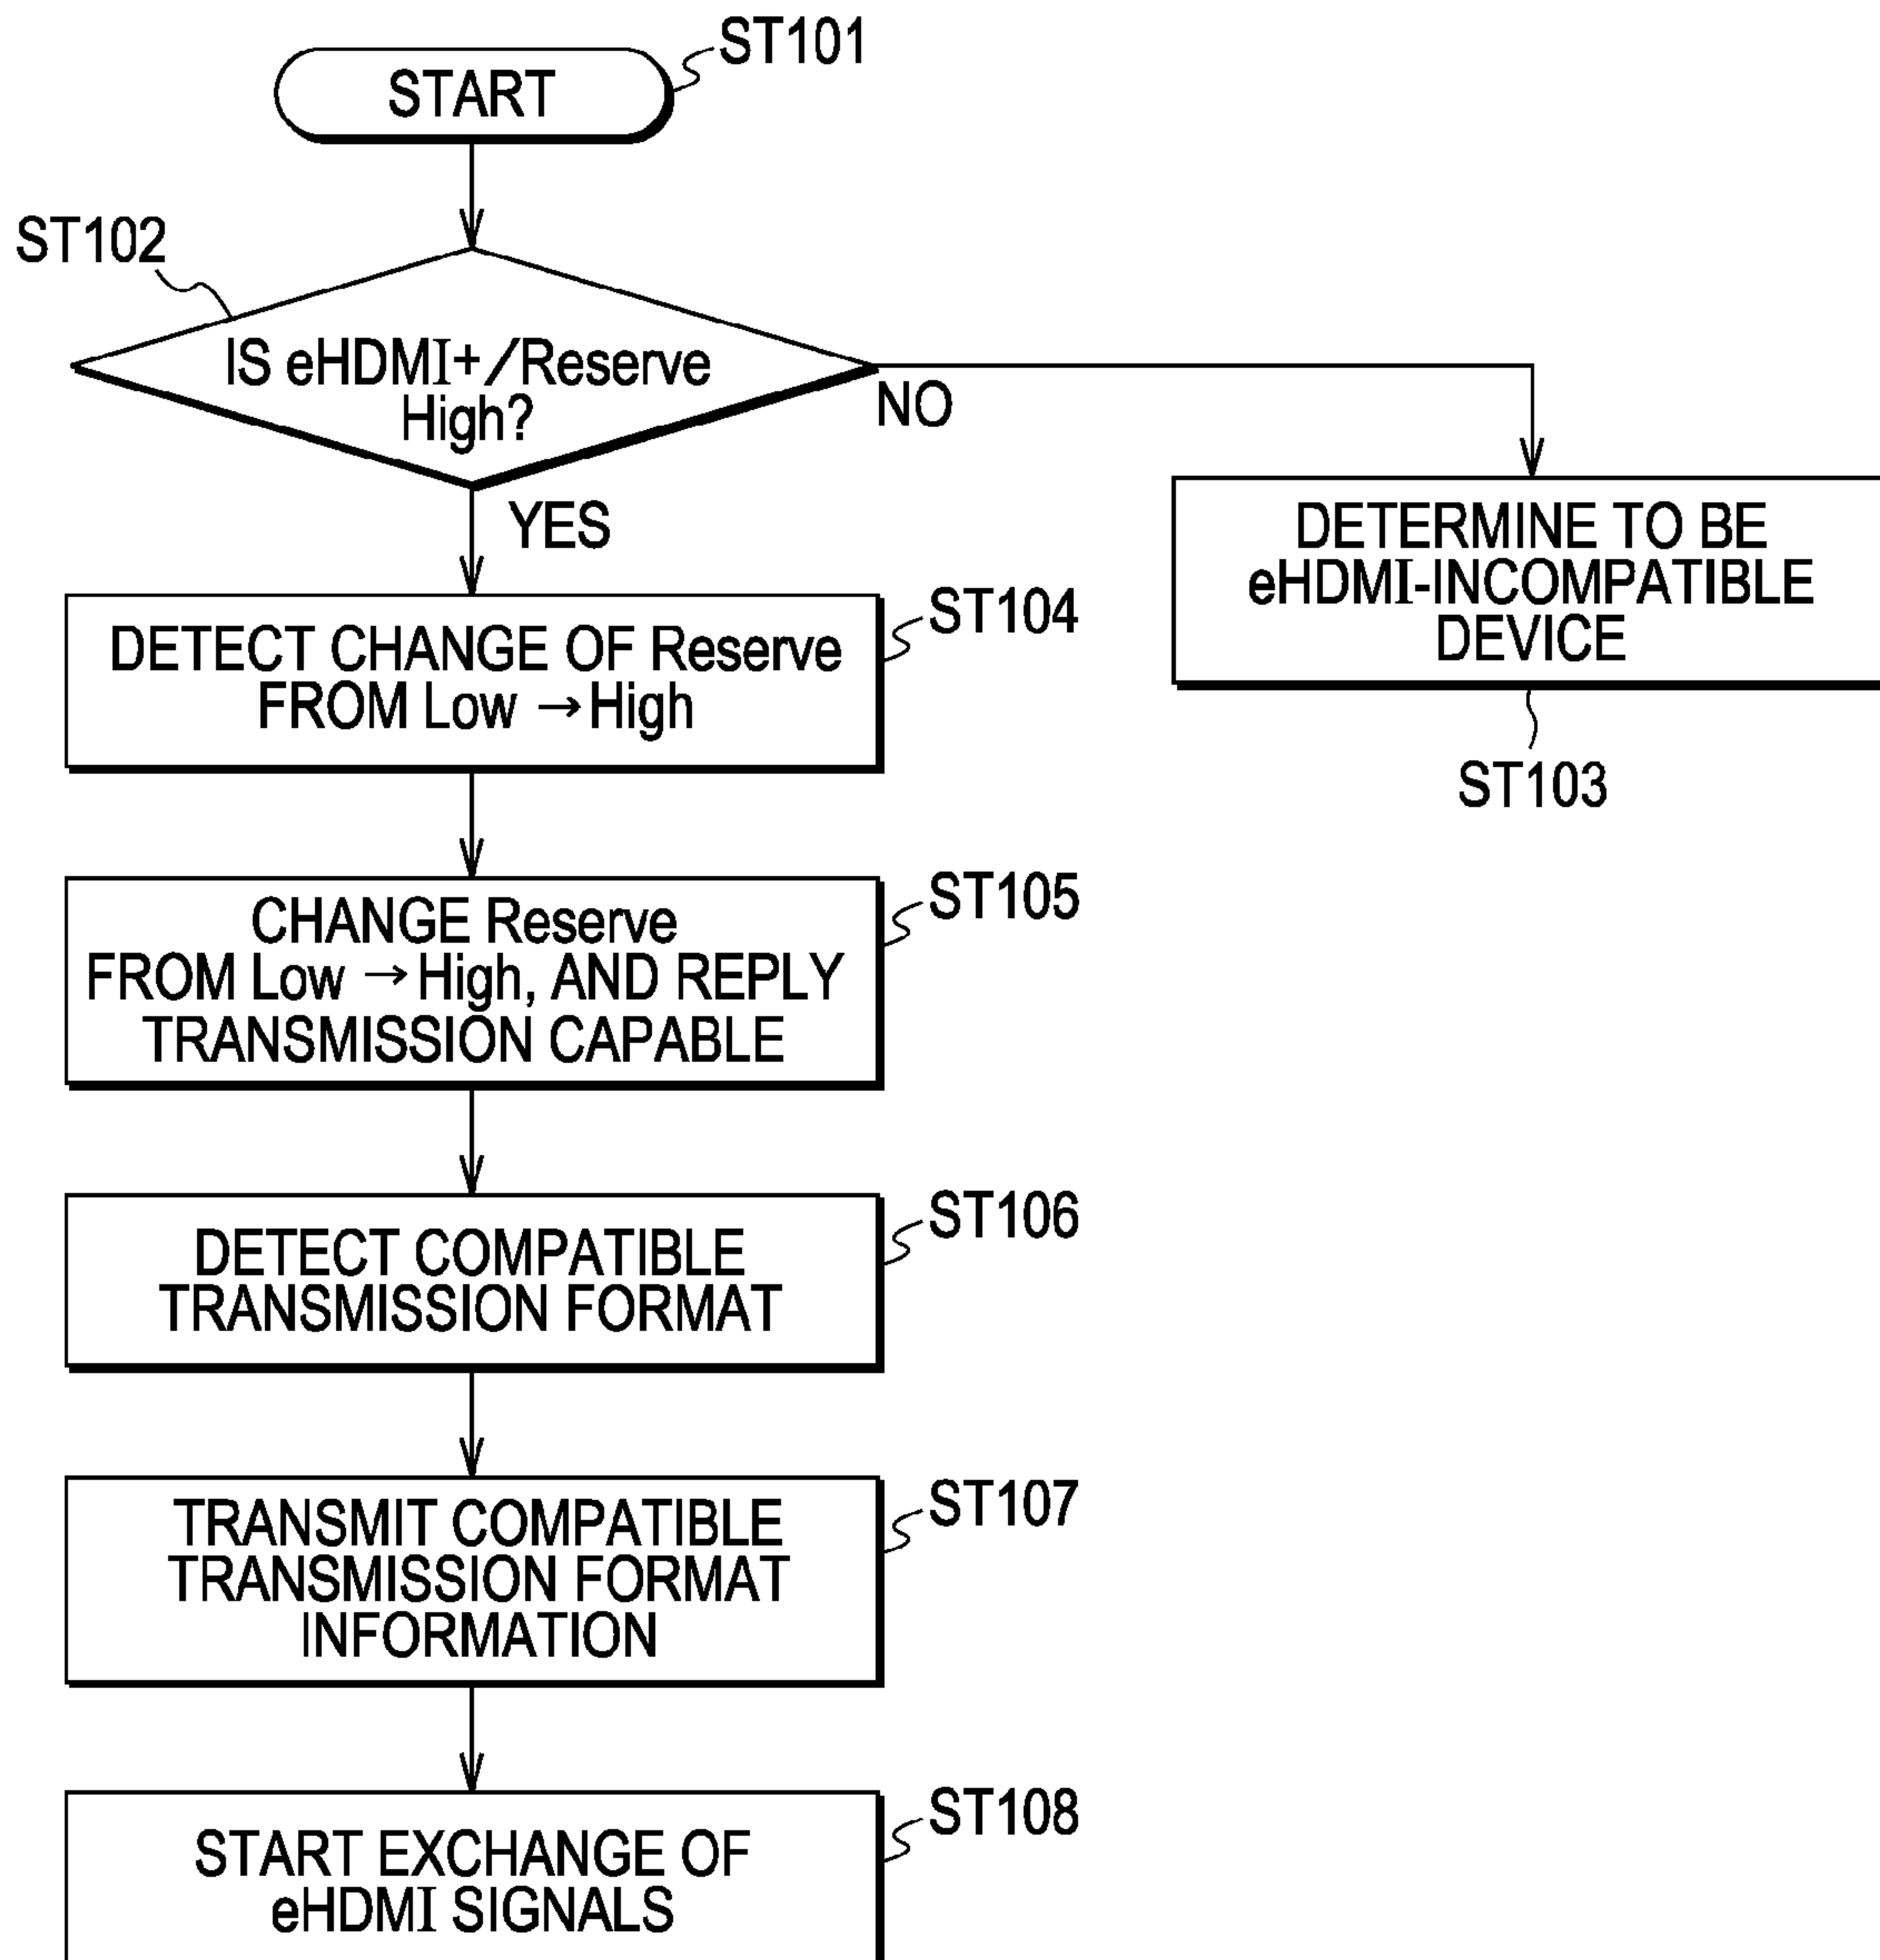 START
ST101
ST102
IS eHDMI+/Reserve
High?
NO
YES
DETERMINE TO BE
eHDMI-INCOMPATIBLE
DEVICE
ST103
DETECT CHANGE OF Reserve
FROM Low → High
ST104
CHANGE Reserve
FROM Low → High, AND REPLY
TRANSMISSION CAPABLE
ST105
DETECT COMPATIBLE
TRANSMISSION FORMAT
ST106
TRANSMIT COMPATIBLE
TRANSMISSION FORMAT
INFORMATION
ST107
START EXCHANGE OF
eHDMI SIGNALS
ST108